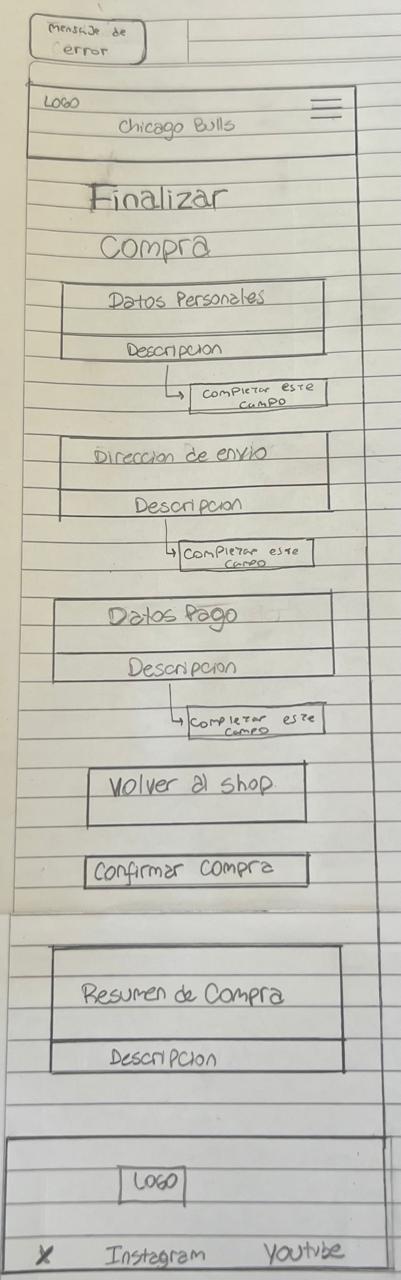 Mensaje de
error
LOGO
Chicago Bulls
Finalizar
Compra
Datos Personales
Descripcion
Completar este
campo
Direccion de envio
Descripcion
Completar este
campo
Datos Pago
Descripcion
Completar este
campo
Volver al shop
Confirmar Compra
Resumen de Compra
Descripcion
LOGO
X Instagram Youtube